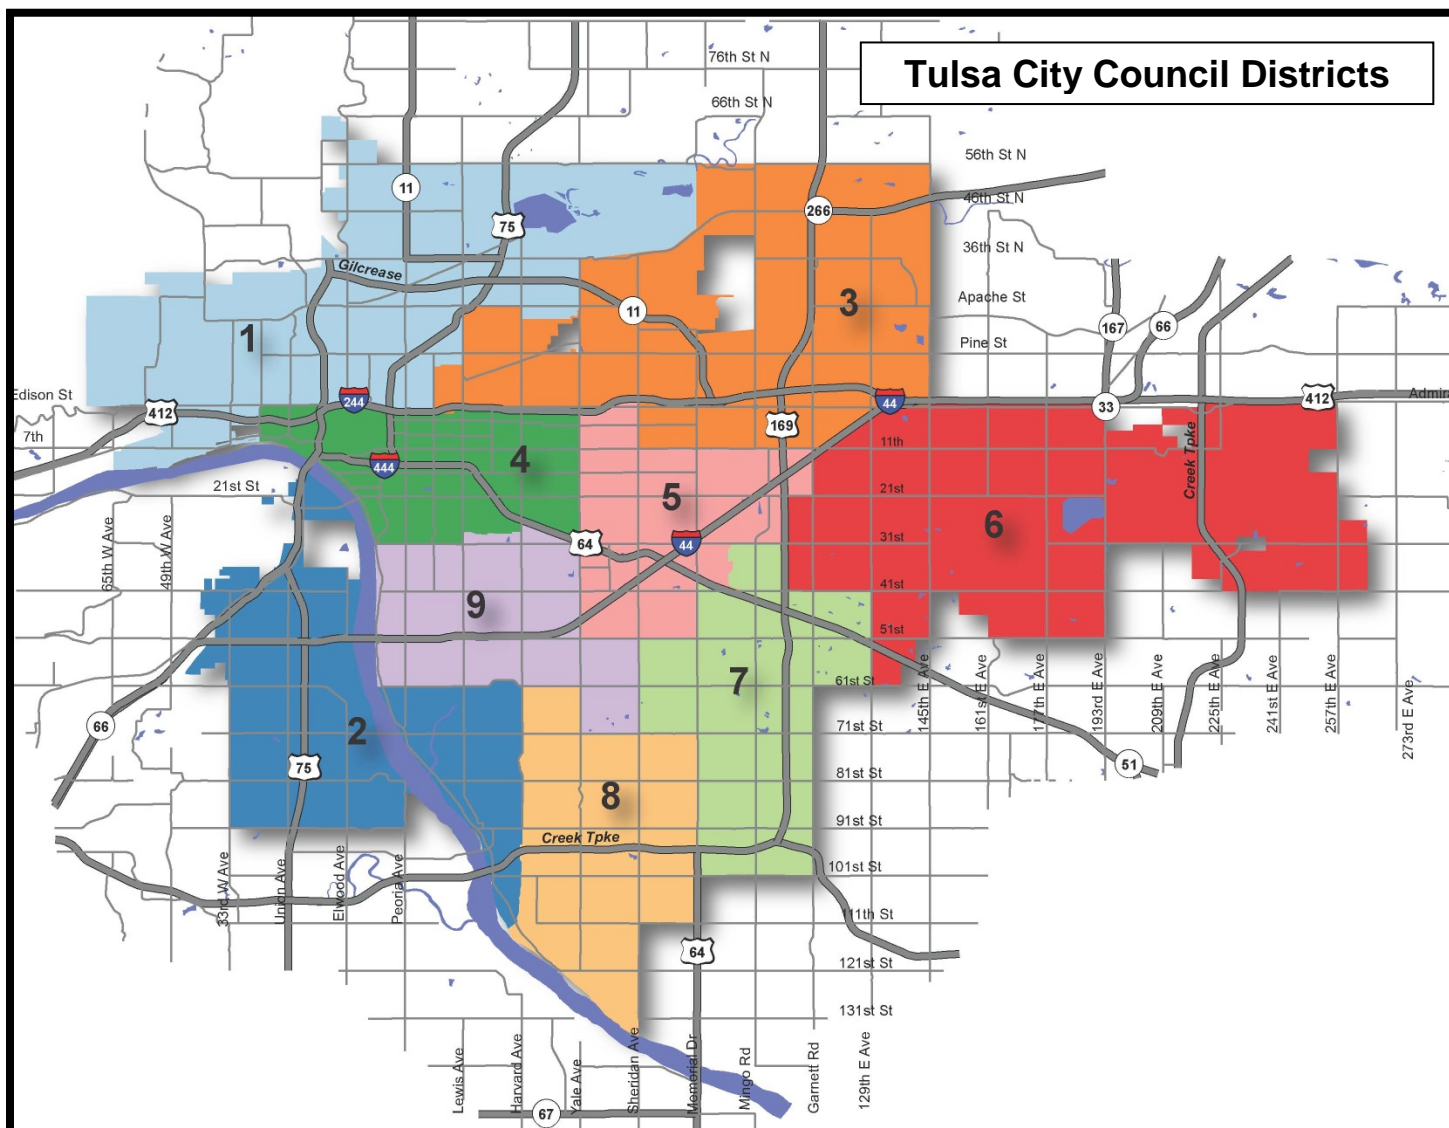 Tulsa City Council Districts
76th St N
66th St N
56th St N
11
266
46th St N
75
36th St N
Gilcrease
Apache St
11
3
1
167
66
Pine St
Edison St
244
44
412
33
412
Admir
7th
169
11th
4
444
Creek Tpke
21st St
21st
5
6
31st
64
44
65th W Ave
49th W Ave
41st
9
51st
7
61st St
145th E Ave
161st E Ave
177th E Ave
193rd E Ave
209th E Ave
225th E Ave
241st E Ave
257th E Ave
273rd E Ave
66
2
71st St
75
51
81st St
8
91st St
Creek Tpke
101st St
33rd W Ave
Union Ave
Elwood Ave
Peoria Ave
111th St
64
121st St
131st St
Lewis Ave
Harvard Ave
Yale Ave
Sheridan Ave
Memorial Dr
Mingo Rd
Garnett Rd
129th E Ave
67